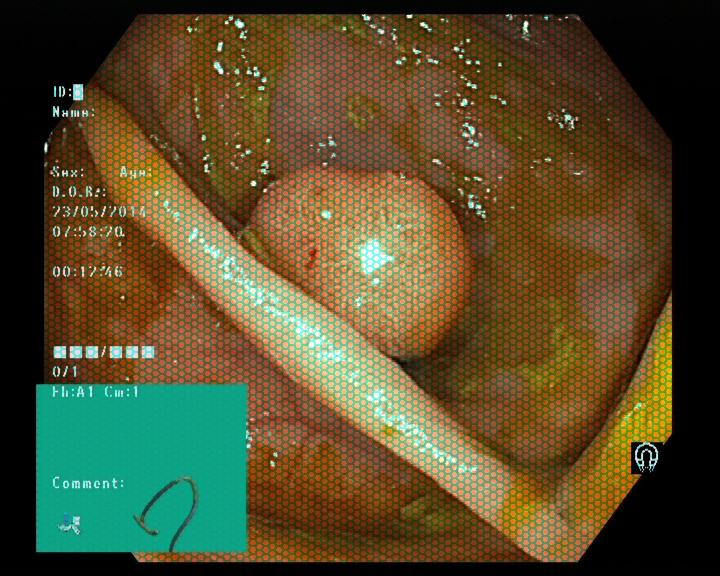 ID:
Name:
Sex: Age:
D.O.B.:
23/05/2014
07:58:20
00:12:46
/
0/1
Eh:A1 Cm:1
Comment: